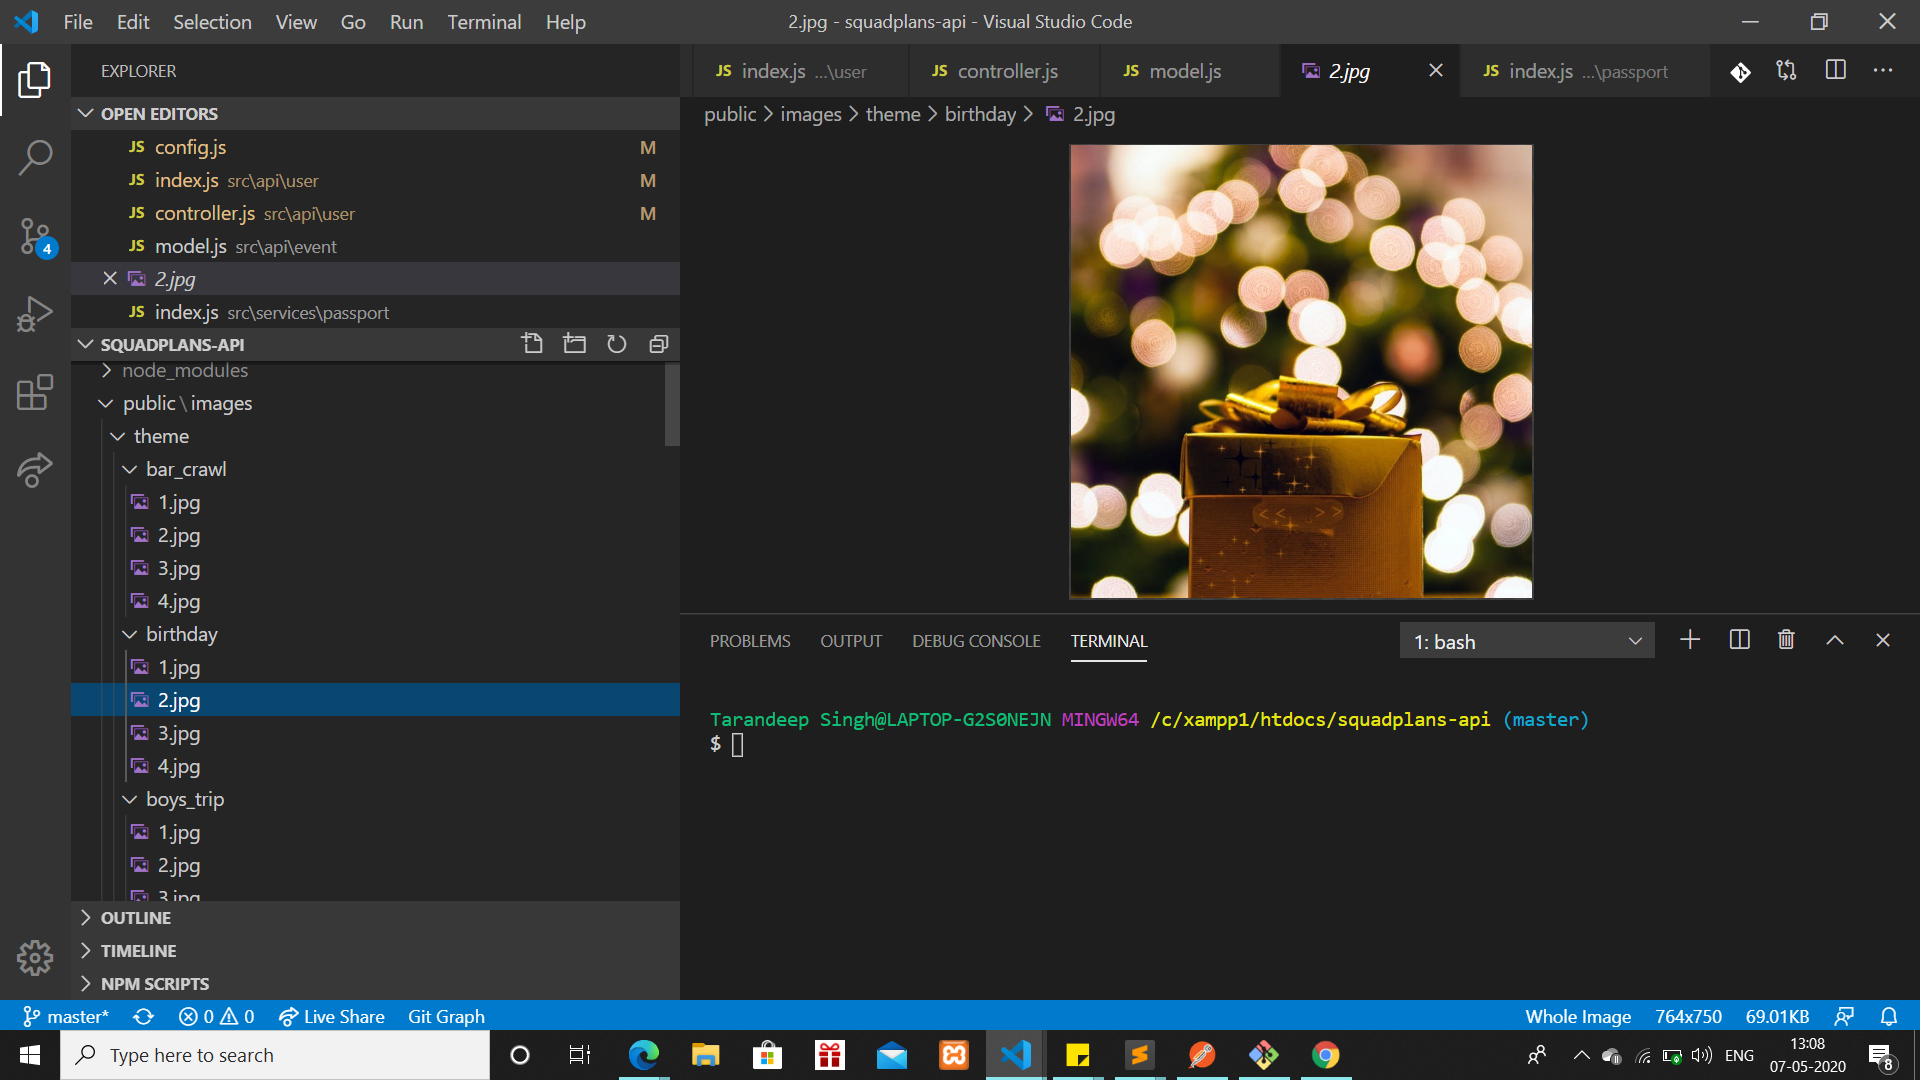 File Edit Selection View Go Run Terminal Help
2.jpg - squadplans-api - Visual Studio Code
EXPLORER
OPEN EDITORS
JS config.js M
JS index.js src\api\user M
JS controller.js src\api\user M
JS model.js src\api\event
2.jpg
JS index.js src\services\passport
SQUADPLANS-API
node_modules
public\images
theme
bar_crawl
1.jpg
2.jpg
3.jpg
4.jpg
birthday
1.jpg
2.jpg
3.jpg
4.jpg
boys_trip
1.jpg
2.jpg
3.jpg
OUTLINE
TIMELINE
NPM SCRIPTS
4
JS index.js ...\user JS controller.js JS model.js 2.jpg JS index.js ...\passport
public > images > theme > birthday > 2.jpg
PROBLEMS OUTPUT DEBUG CONSOLE TERMINAL 1: bash
Tarandeep Singh@LAPTOP-G2S0NEJN MINGW64 /c/xampp1/htdocs/squadplans-api (master)
$
master* 0 0 Live Share Git Graph Whole Image 764x750 69.01KB
Type here to search
ENG
13:08
07-05-2020
8